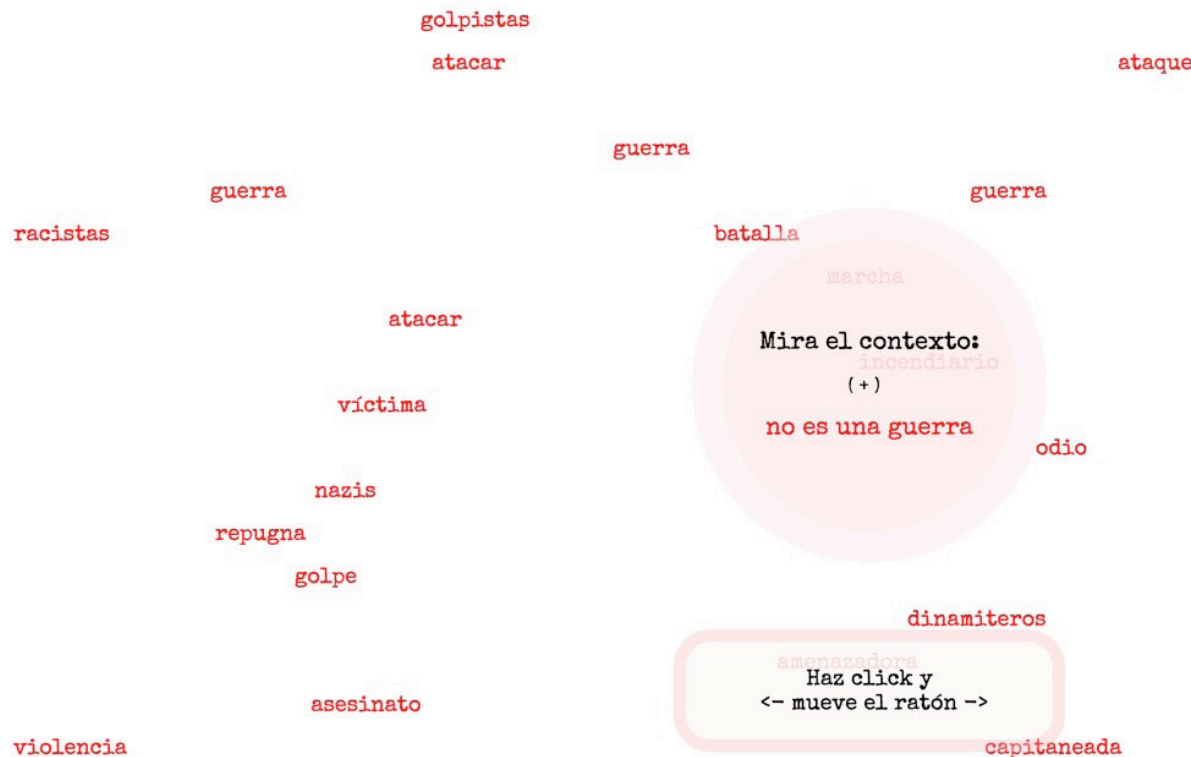 golpistas
atacar ataque
guerra
guerra guerra
racistas batalla
marcha
atacar
Mira el contexto:
incendiario
(+)
víctima
no es una guerra
odio
nazis
repugna
golpe
dinamiteros
amenazadora
Haz click y
<- mueve el ratón ->
asesinato
violencia capitaneada